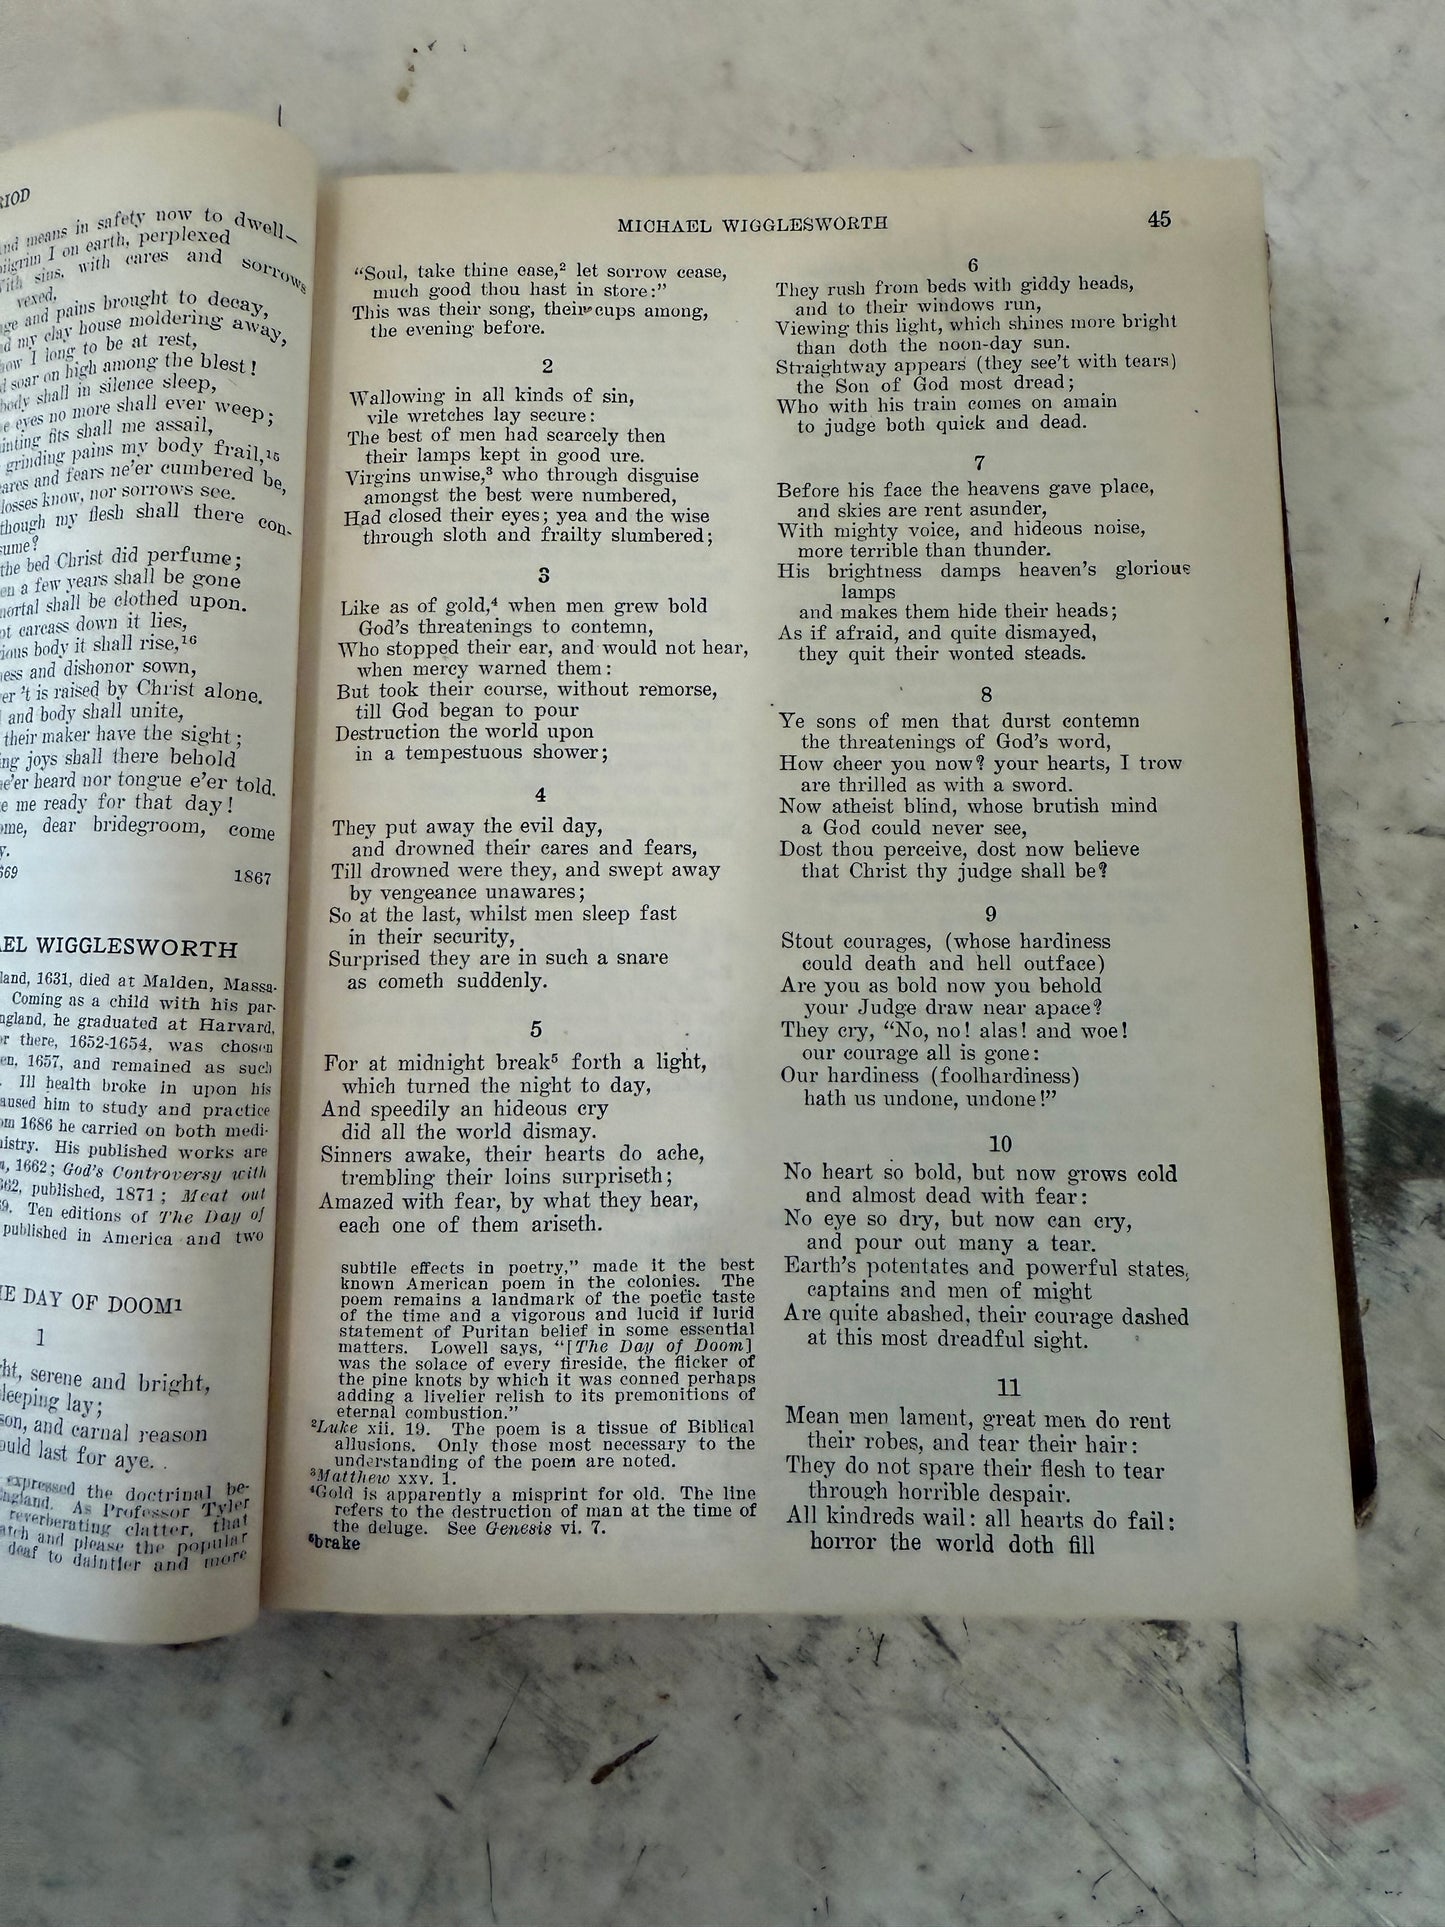 means in safety now to dwell—
I on earth, perplexed
sins, with cares and sorrows
vexed,
and pains brought to decay,
my clay house moldering away,
I long to be at rest,
soar on high among the blest!
body shall in silence sleep,
eyes no more shall ever weep;
fits shall me assail,
grinding pains my body frail,¹⁵
and fears ne'er cumbered be,
losses know, nor sorrows see.
though my flesh shall there con-
sume?
the bed Christ did perfume;
a few years shall be gone
mortal shall be clothed upon.
carcass down it lies,
body it shall rise,¹⁶
and dishonor sown,
't is raised by Christ alone.
and body shall unite,
their maker have the sight;
joys shall there behold
heard nor tongue e'er told.
me ready for that day!
dear bridegroom, come
1867
WIGGLESWORTH
1631, died at Malden, Massa-
Coming as a child with his par-
he graduated at Harvard,
there, 1652-1654, was chosen
1657, and remained as such
Ill health broke in upon his
him to study and practice
1686 he carried on both medi-
His published works are
1662; God's Controversy with
published, 1871; Meat out
Ten editions of The Day of
published in America and two
DAY OF DOOM¹
1
serene and bright,
lay;
and carnal reason
last for aye.
expressed the doctrinal be-
As Professor Tyler
reverberating clatter, that
and please the popular
deaf to daintier and more
MICHAEL WIGGLESWORTH 45
"Soul, take thine ease,² let sorrow cease,
much good thou hast in store:"
This was their song, their cups among,
the evening before.
2
Wallowing in all kinds of sin,
vile wretches lay secure:
The best of men had scarcely then
their lamps kept in good ure.
Virgins unwise,³ who through disguise
amongst the best were numbered,
Had closed their eyes; yea and the wise
through sloth and frailty slumbered;
3
Like as of gold,⁴ when men grew bold
God's threatenings to contemn,
Who stopped their ear, and would not hear,
when mercy warned them:
But took their course, without remorse,
till God began to pour
Destruction the world upon
in a tempestuous shower;
4
They put away the evil day,
and drowned their cares and fears,
Till drowned were they, and swept away
by vengeance unawares;
So at the last, whilst men sleep fast
in their security,
Surprised they are in such a snare
as cometh suddenly.
5
For at midnight break⁵ forth a light,
which turned the night to day,
And speedily an hideous cry
did all the world dismay.
Sinners awake, their hearts do ache,
trembling their loins surpriseth;
Amazed with fear, by what they hear,
each one of them ariseth.
subtile effects in poetry," made it the best
known American poem in the colonies. The
poem remains a landmark of the poetic taste
of the time and a vigorous and lucid if lurid
statement of Puritan belief in some essential
matters. Lowell says, "[The Day of Doom]
was the solace of every fireside, the flicker of
the pine knots by which it was conned perhaps
adding a livelier relish to its premonitions of
eternal combustion."
²Luke xii. 19. The poem is a tissue of Biblical
allusions. Only those most necessary to the
understanding of the poem are noted.
³Matthew xxv. 1.
⁴Gold is apparently a misprint for old. The line
refers to the destruction of man at the time of
the deluge. See Genesis vi. 7.
⁵brake
6
They rush from beds with giddy heads,
and to their windows run,
Viewing this light, which shines more bright
than doth the noon-day sun.
Straightway appears (they see't with tears)
the Son of God most dread;
Who with his train comes on amain
to judge both quick and dead.
7
Before his face the heavens gave place,
and skies are rent asunder,
With mighty voice, and hideous noise,
more terrible than thunder.
His brightness damps heaven's glorious
lamps
and makes them hide their heads;
As if afraid, and quite dismayed,
they quit their wonted steads.
8
Ye sons of men that durst contemn
the threatenings of God's word,
How cheer you now? your hearts, I trow
are thrilled as with a sword.
Now atheist blind, whose brutish mind
a God could never see,
Dost thou perceive, dost now believe
that Christ thy judge shall be?
9
Stout courages, (whose hardiness
could death and hell outface)
Are you as bold now you behold
your Judge draw near apace?
They cry, "No, no! alas! and woe!
our courage all is gone:
Our hardiness (foolhardiness)
hath us undone, undone!"
10
No heart so bold, but now grows cold
and almost dead with fear:
No eye so dry, but now can cry,
and pour out many a tear.
Earth's potentates and powerful states,
captains and men of might
Are quite abashed, their courage dashed
at this most dreadful sight.
11
Mean men lament, great men do rent
their robes, and tear their hair:
They do not spare their flesh to tear
through horrible despair.
All kindreds wail: all hearts do fail:
horror the world doth fill